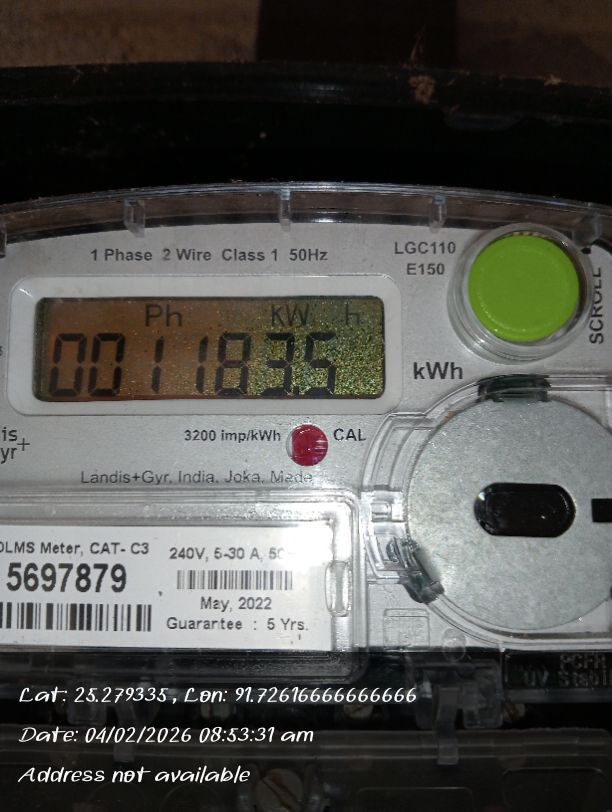 1 Phase 2 Wire Class 1 50Hz
LGC110
E150
SCROLL
Ph kW h
0011835
kWh
3200 imp/kWh CAL
Landis+Gyr, India, Joka, Made
DLMS Meter, CAT- C3
5697879
240V, 5-30 A,
May, 2022
Guarantee : 5 Yrs.
Lat: 25.279335, Lon: 91.72616666666666
Date: 04/02/2026 08:53:31 am
Address not available